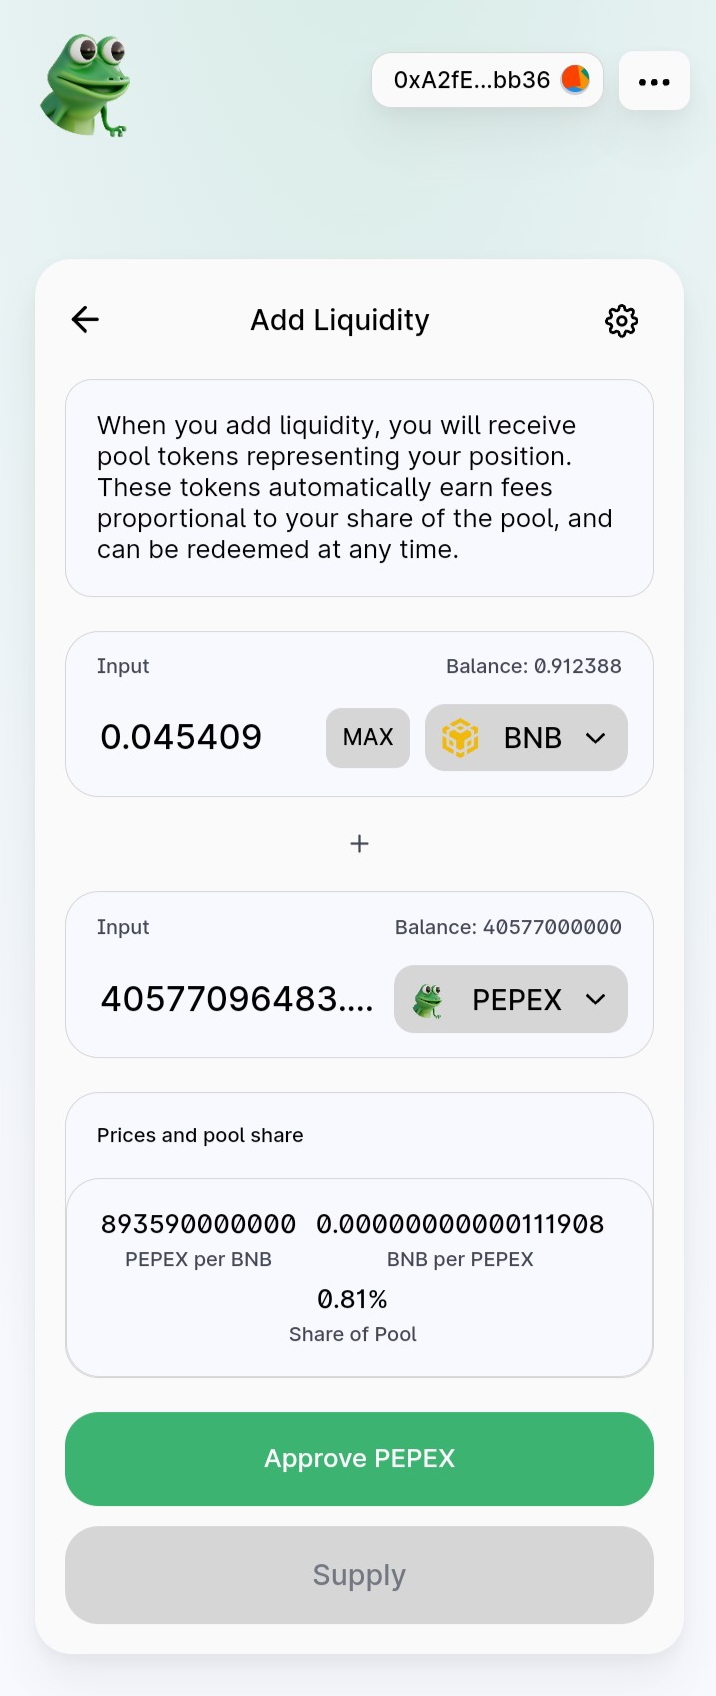 0xA2fE...bb36
Add Liquidity
When you add liquidity, you will receive
pool tokens representing your position.
These tokens automatically earn fees
proportional to your share of the pool, and
can be redeemed at any time.
Input
Balance: 0.912388
0.045409
MAX
BNB
+
Input
Balance: 40577000000
40577096483....
PEPEX
Prices and pool share
893590000000
0.00000000000111908
PEPEX per BNB
BNB per PEPEX
0.81%
Share of Pool
Approve PEPEX
Supply